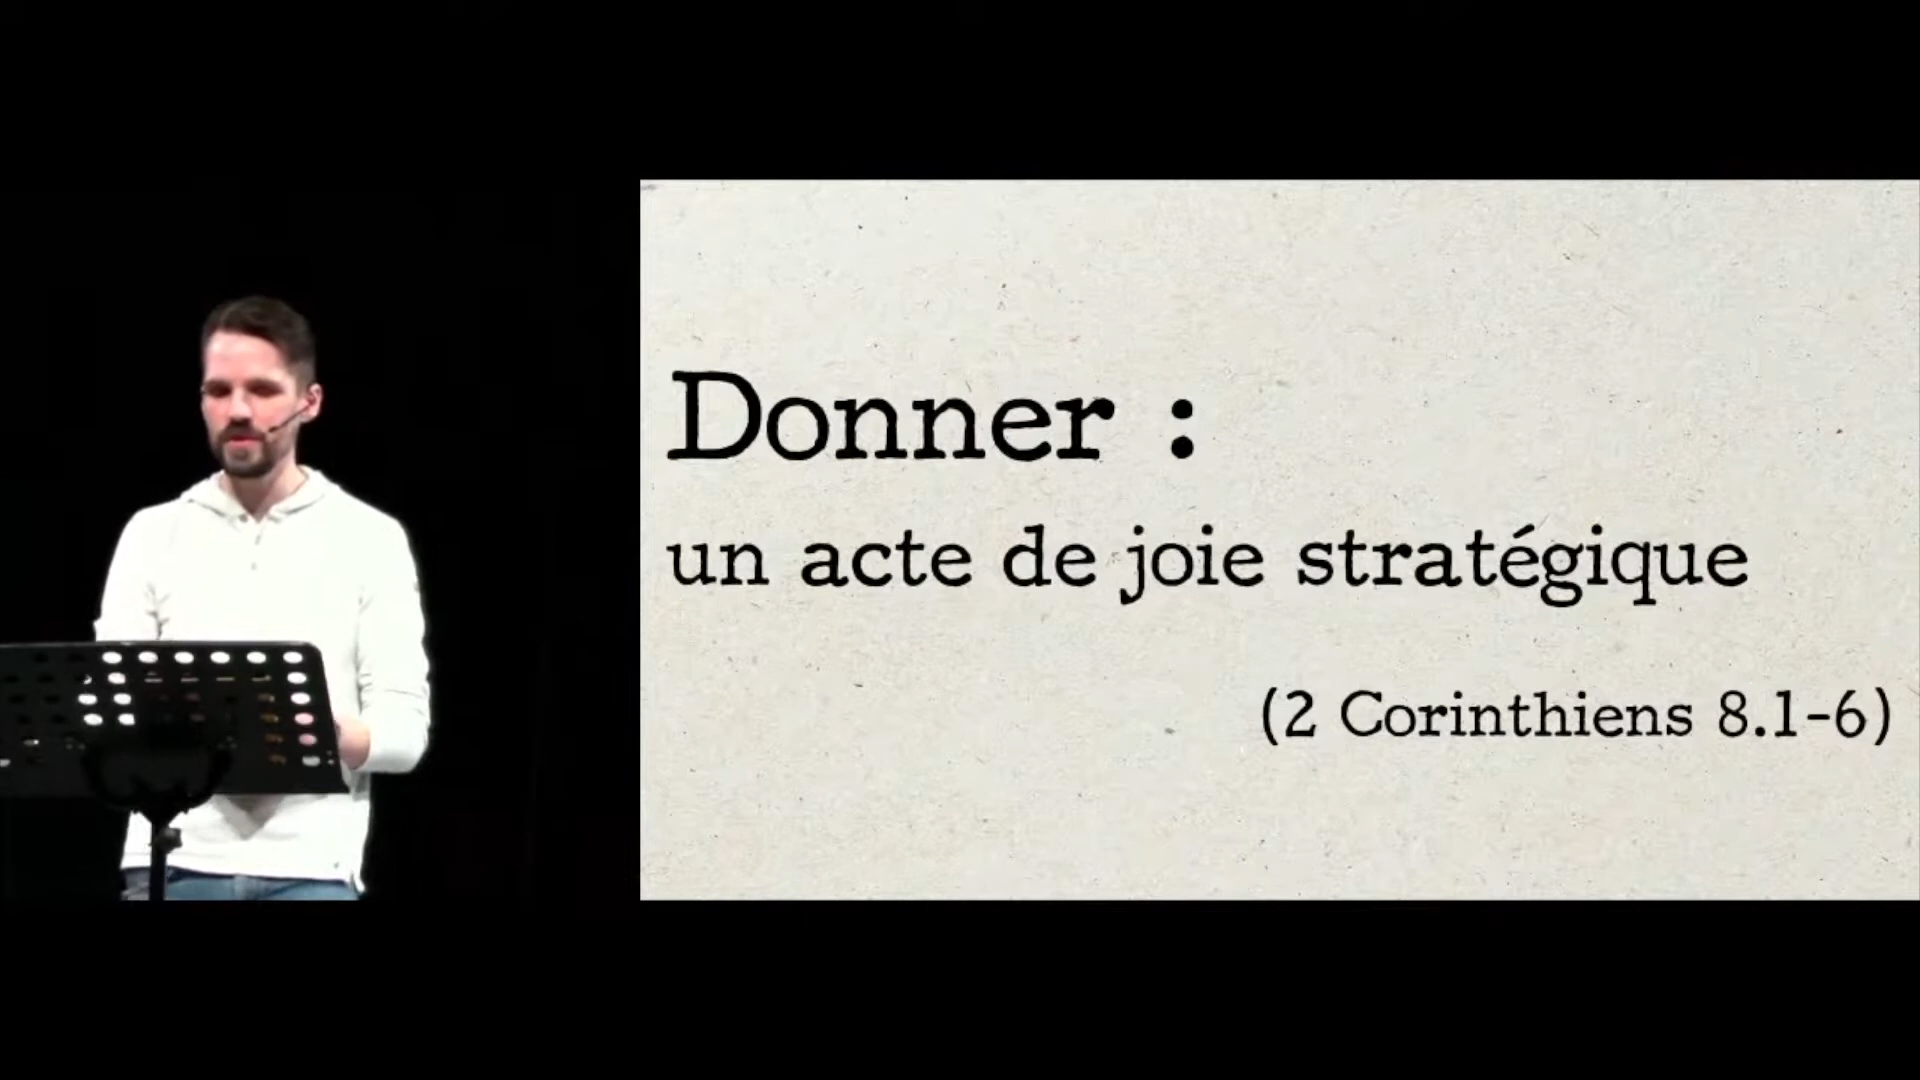 Donner :
un acte de joie stratégique
(2 Corinthiens 8.1-6)